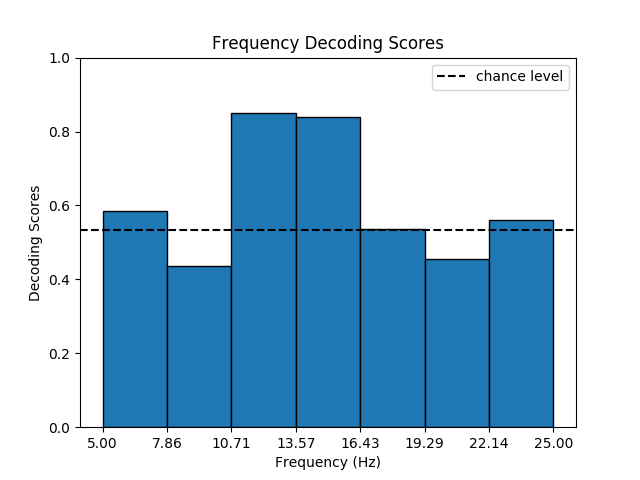 Frequency Decoding Scores
1.0
chance level
0.8
0.6
0.4
0.2
0.0
Decoding Scores
5.00 7.86 10.71 13.57 16.43 19.29 22.14 25.00
Frequency (Hz)